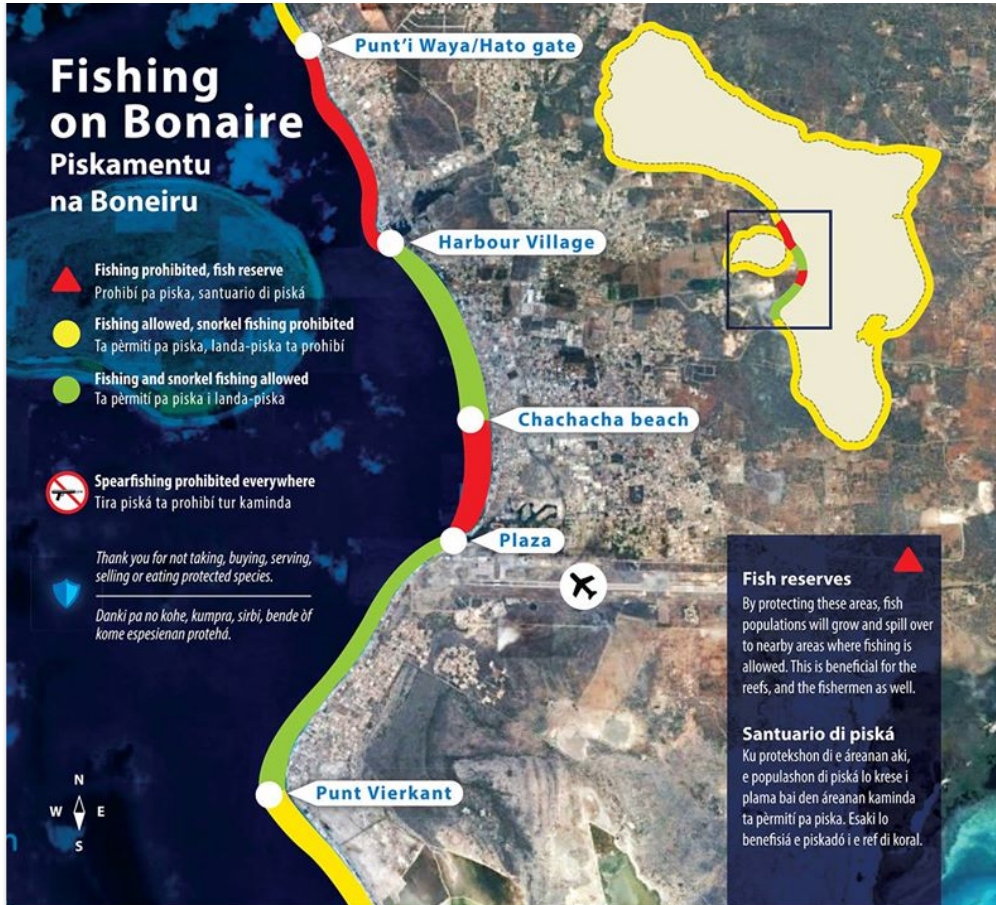 Fishing
on Bonaire
Piskamentu
na Boneiru
Fishing prohibited, fish reserve
Prohibí pa piska, santuario di piská
Fishing allowed, snorkel fishing prohibited
Ta pèrmití pa piska, landa-piska ta prohibí
Fishing and snorkel fishing allowed
Ta pèrmití pa piska i landa-piska
Spearfishing prohibited everywhere
Tira piská ta prohibí tur kaminda
Thank you for not taking, buying, serving,
selling or eating protected species.
Danki pa no kohe, kumpra, sirbi, bende òf
kome espesienan protehá.
N
W E
S
Punt'i Waya/Hato gate
Harbour Village
Chachacha beach
Plaza
Punt Vierkant
Fish reserves
By protecting these areas, fish
populations will grow and spill over
to nearby areas where fishing is
allowed. This is beneficial for the
reefs, and the fishermen as well.
Santuario di piská
Ku protekshon di e áreanan aki,
e populashon di piská lo krese i
plama bai den áreanan kaminda
ta pèrmití pa piska. Esaki lo
benefisiá e piskadó i e ref di koral.